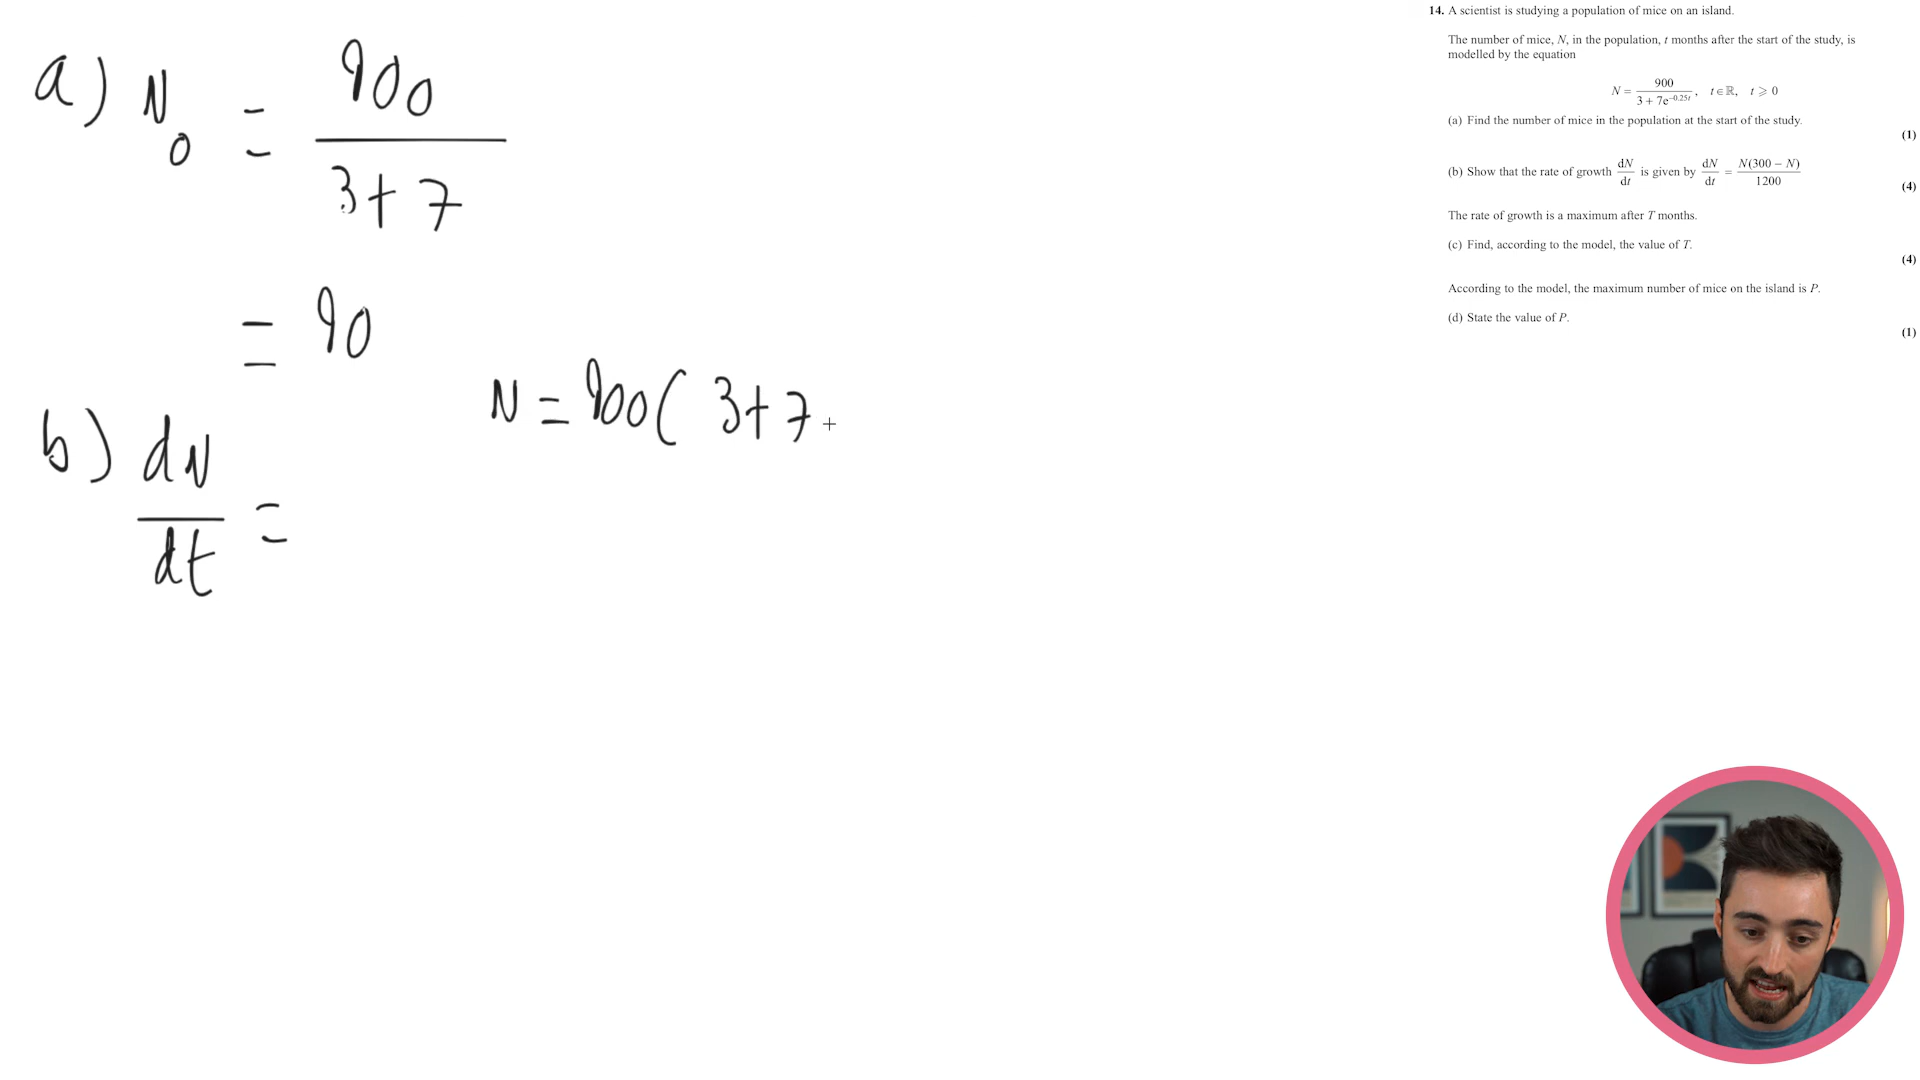 a) N₀ = 900
3 + 7
= 90
b) dN
dt =
N = 900( 3 + 7
14. A scientist is studying a population of mice on an island.
The number of mice, N, in the population, t months after the start of the study, is
modelled by the equation
N = 900 / (3 + 7e^−0.25t) , t ∈ ℝ, t ⩾ 0
(a) Find the number of mice in the population at the start of the study.
(1)
(b) Show that the rate of growth dN/dt is given by dN/dt = N(300 − N)/1200
(4)
The rate of growth is a maximum after T months.
(c) Find, according to the model, the value of T.
(4)
According to the model, the maximum number of mice on the island is P.
(d) State the value of P.
(1)